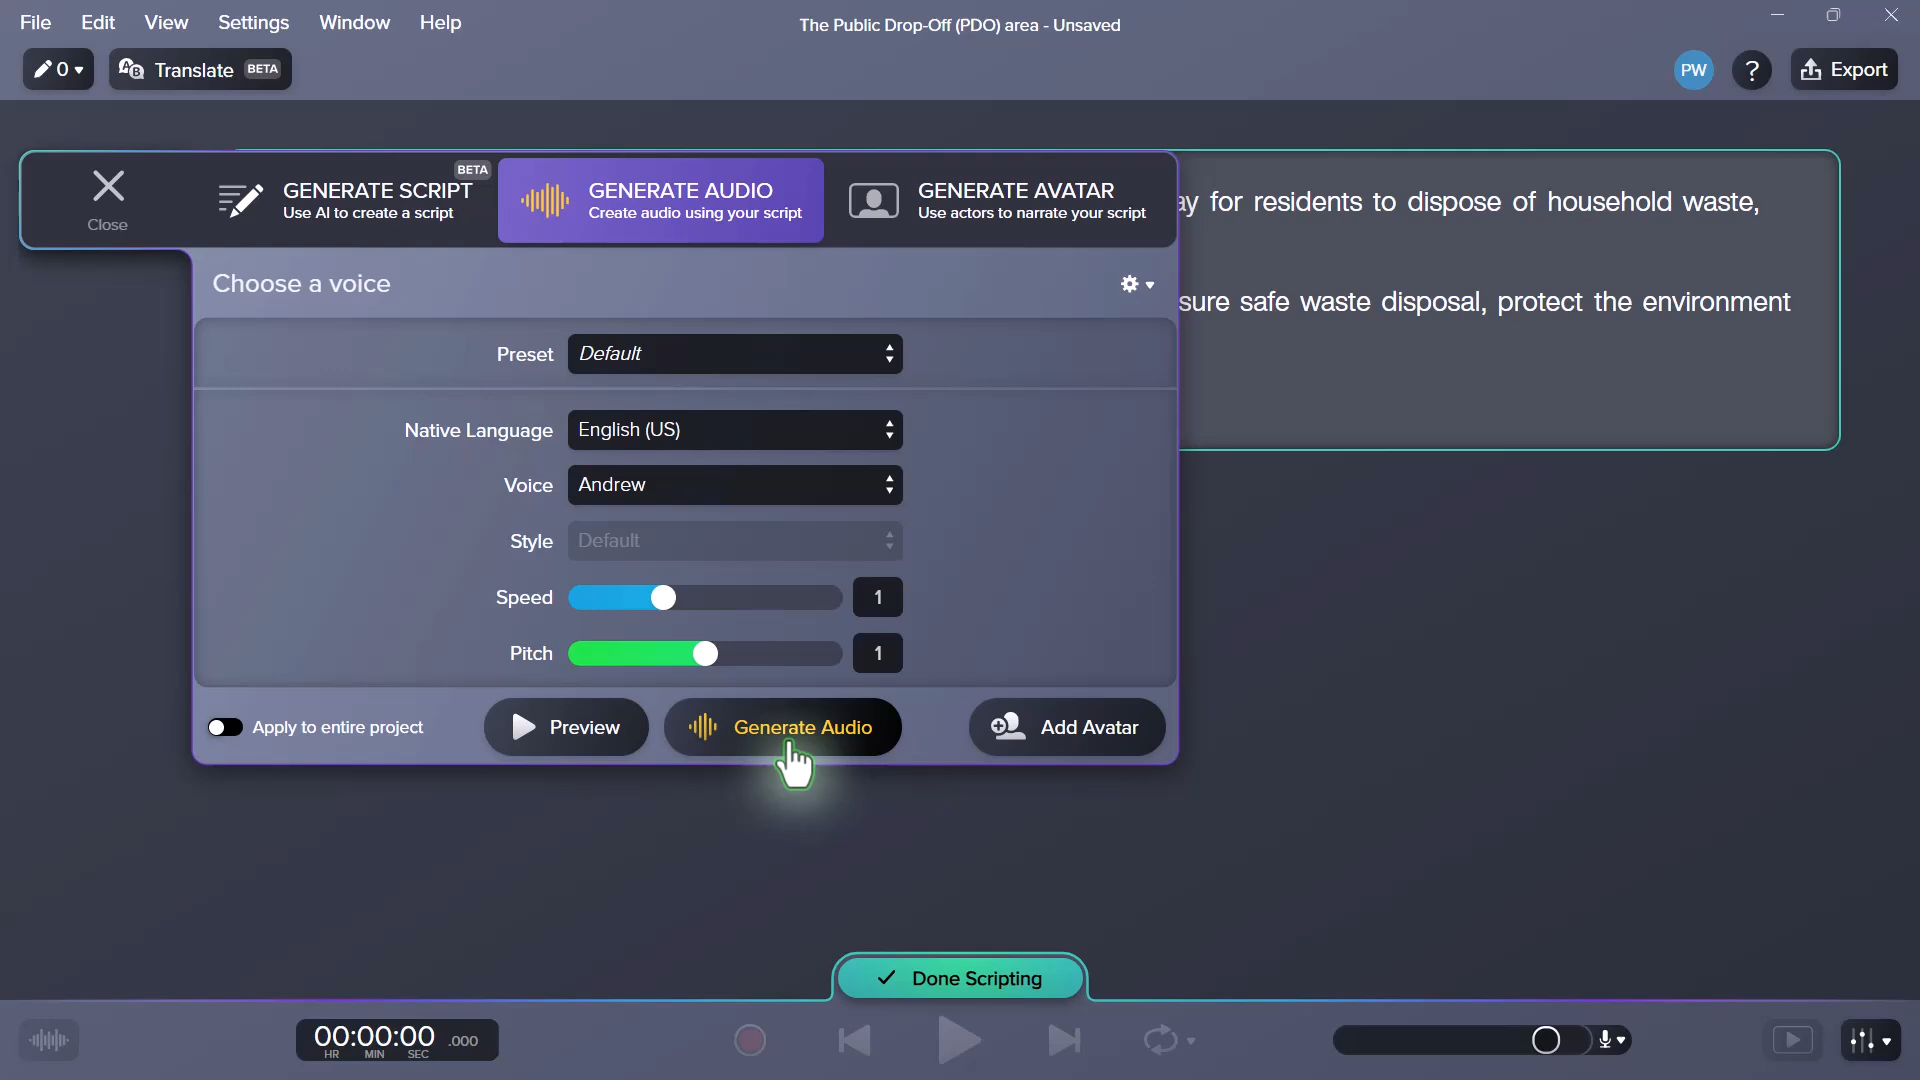 File Edit View Settings Window Help
The Public Drop-Off (PDO) area - Unsaved
0 Translate BETA
PW ? Export
Close
BETA
GENERATE SCRIPT
Use AI to create a script
GENERATE AUDIO
Create audio using your script
GENERATE AVATAR
Use actors to narrate your script
for residents to dispose of household waste,
safe waste disposal, protect the environment
Choose a voice
Preset Default
Native Language English (US)
Voice Andrew
Style Default
Speed 1
Pitch 1
Apply to entire project
Preview
Generate Audio
Add Avatar
Done Scripting
00:00:00 .000
HR MIN SEC